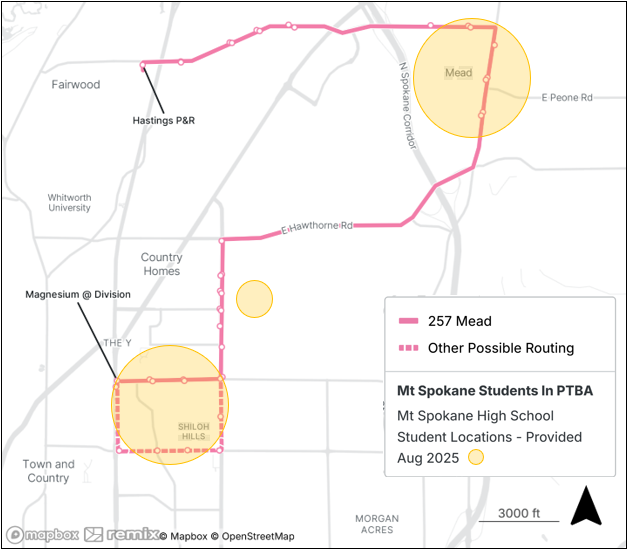 Fairwood
Hastings P&R
N Spokane Corridor
Mead
E Peone Rd
Whitworth
University
E Hawthorne Rd
Country
Homes
Magnesium @ Division
THE Y
SHILOH
HILLS
Town and
Country
MORGAN
ACRES
257 Mead
Other Possible Routing
Mt Spokane Students In PTBA
Mt Spokane High School
Student Locations - Provided
Aug 2025
3000 ft
mapbox remix © Mapbox © OpenStreetMap